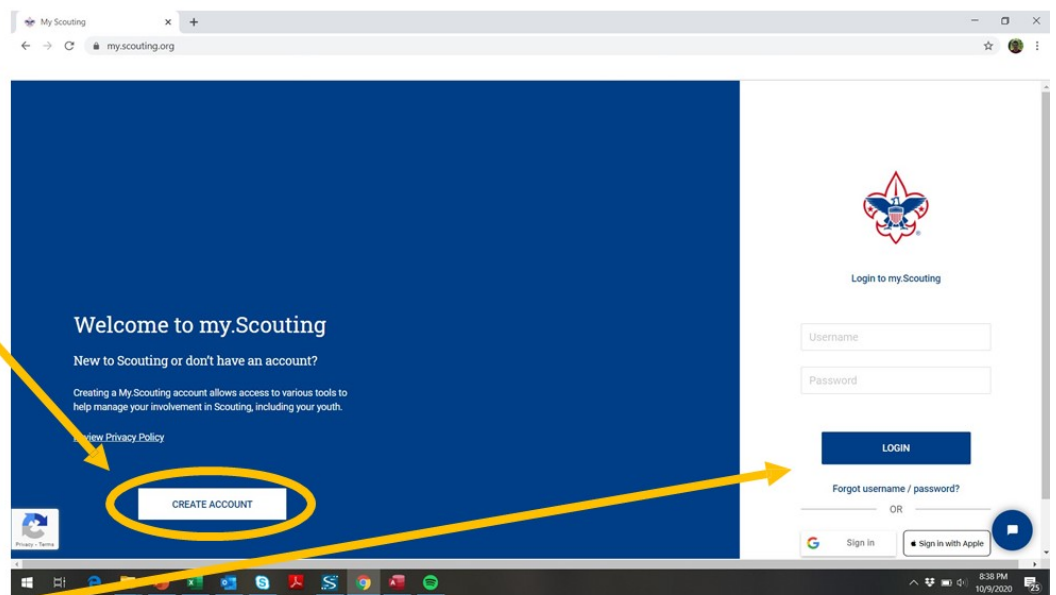 My Scouting
my.scouting.org
Login to my.Scouting
Welcome to my.Scouting
New to Scouting or don't have an account?
Creating a My.Scouting account allows access to various tools to
help manage your involvement in Scouting, including your youth.
Privacy Policy
CREATE ACCOUNT
Username
Password
LOGIN
Forgot username / password?
OR
Sign in
Sign in with Apple
Privacy - Terms
8:38 PM
10/9/2020
25